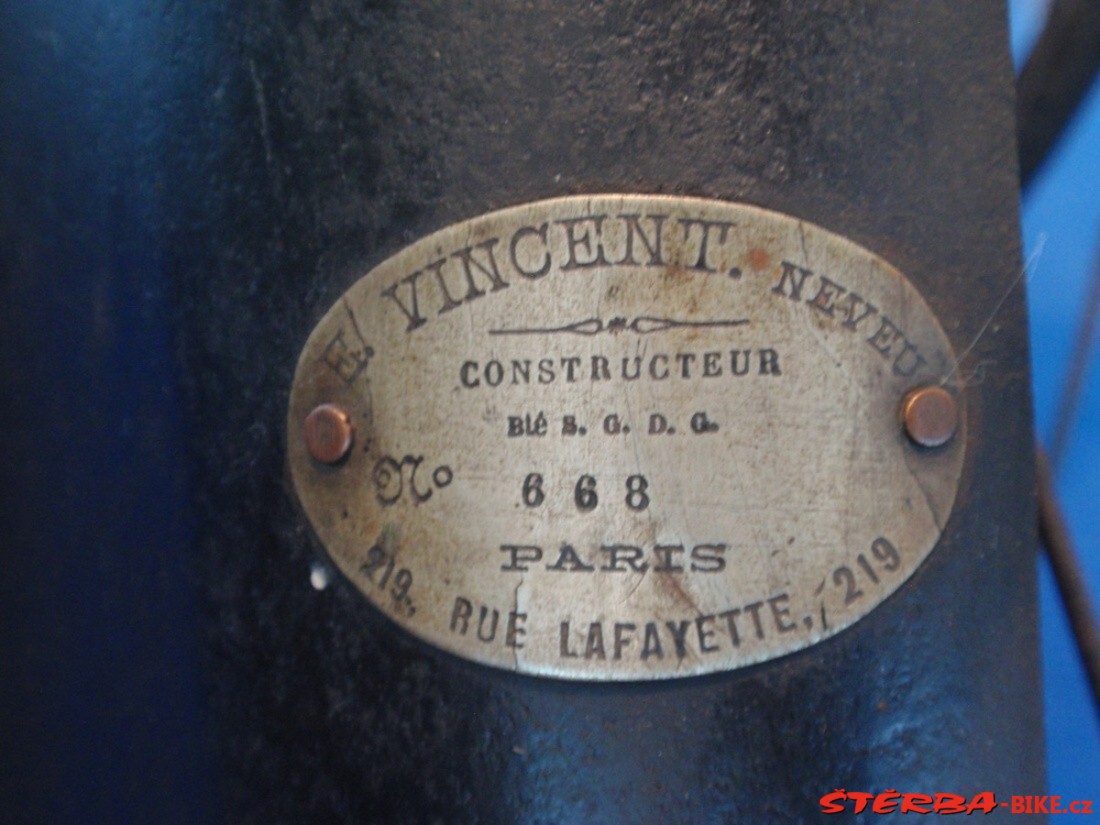 E. VINCENT. NEVEU
CONSTRUCTEUR
Bté S. G. D. G.
No 668
PARIS
219, RUE LAFAYETTE, 219
ŠTĚRBA-BIKE.cz